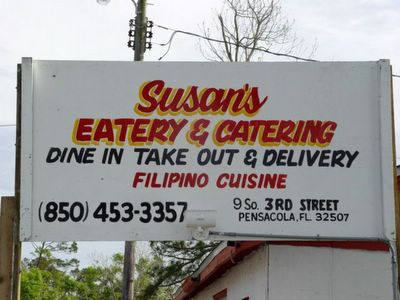 Susan's
EATERY & CATERING
DINE IN TAKE OUT & DELIVERY
FILIPINO CUISINE
(850) 453-3357
9 So. 3RD STREET
PENSACOLA, FL. 32507